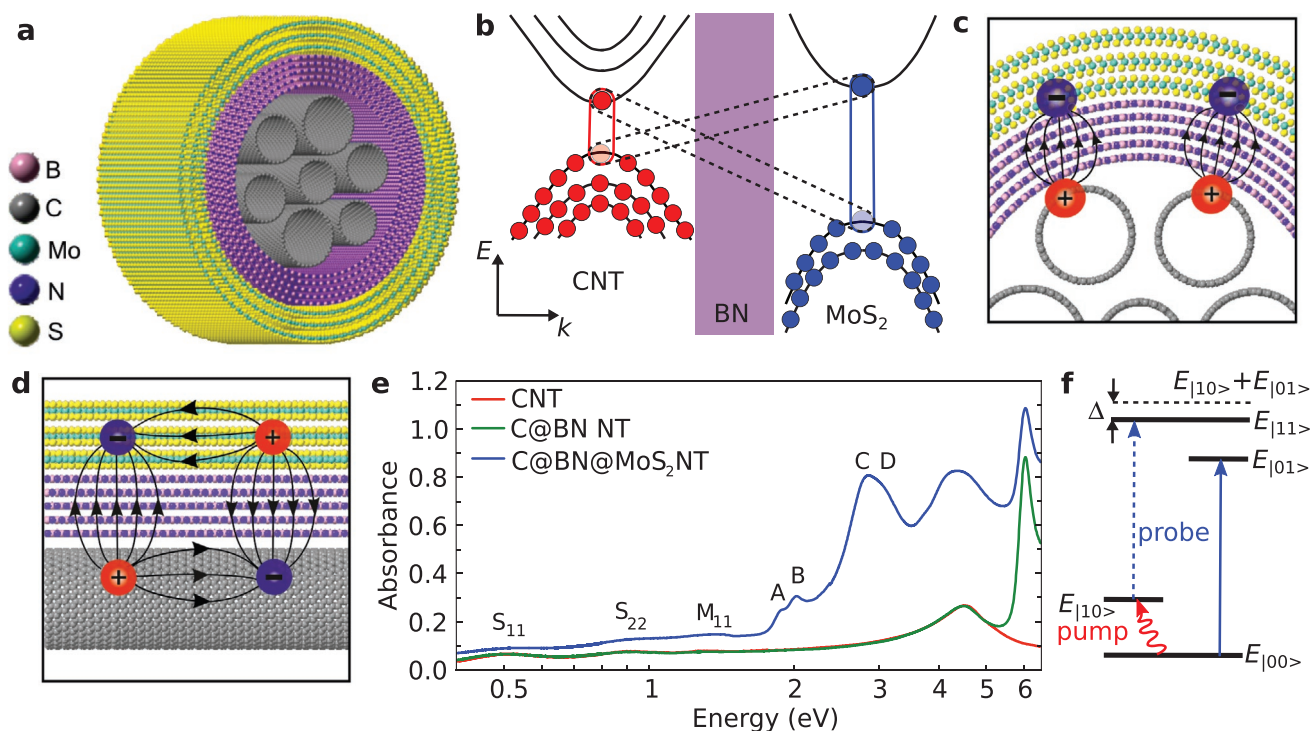 a
B
C
Mo
N
S
b
E
k
CNT
BN
MoS₂
c
−
−
+
+
d
−
+
+
−
e
1.2
1.0
0.8
0.6
0.4
0.2
0.0
Absorbance
CNT
C@BN NT
C@BN@MoS₂NT
S₁₁
S₂₂
M₁₁
A
B
C D
0.5 1 2 3 4 5 6
Energy (eV)
f
E|10>+E|01>
Δ
E|11>
E|01>
probe
E|10>
pump
E|00>